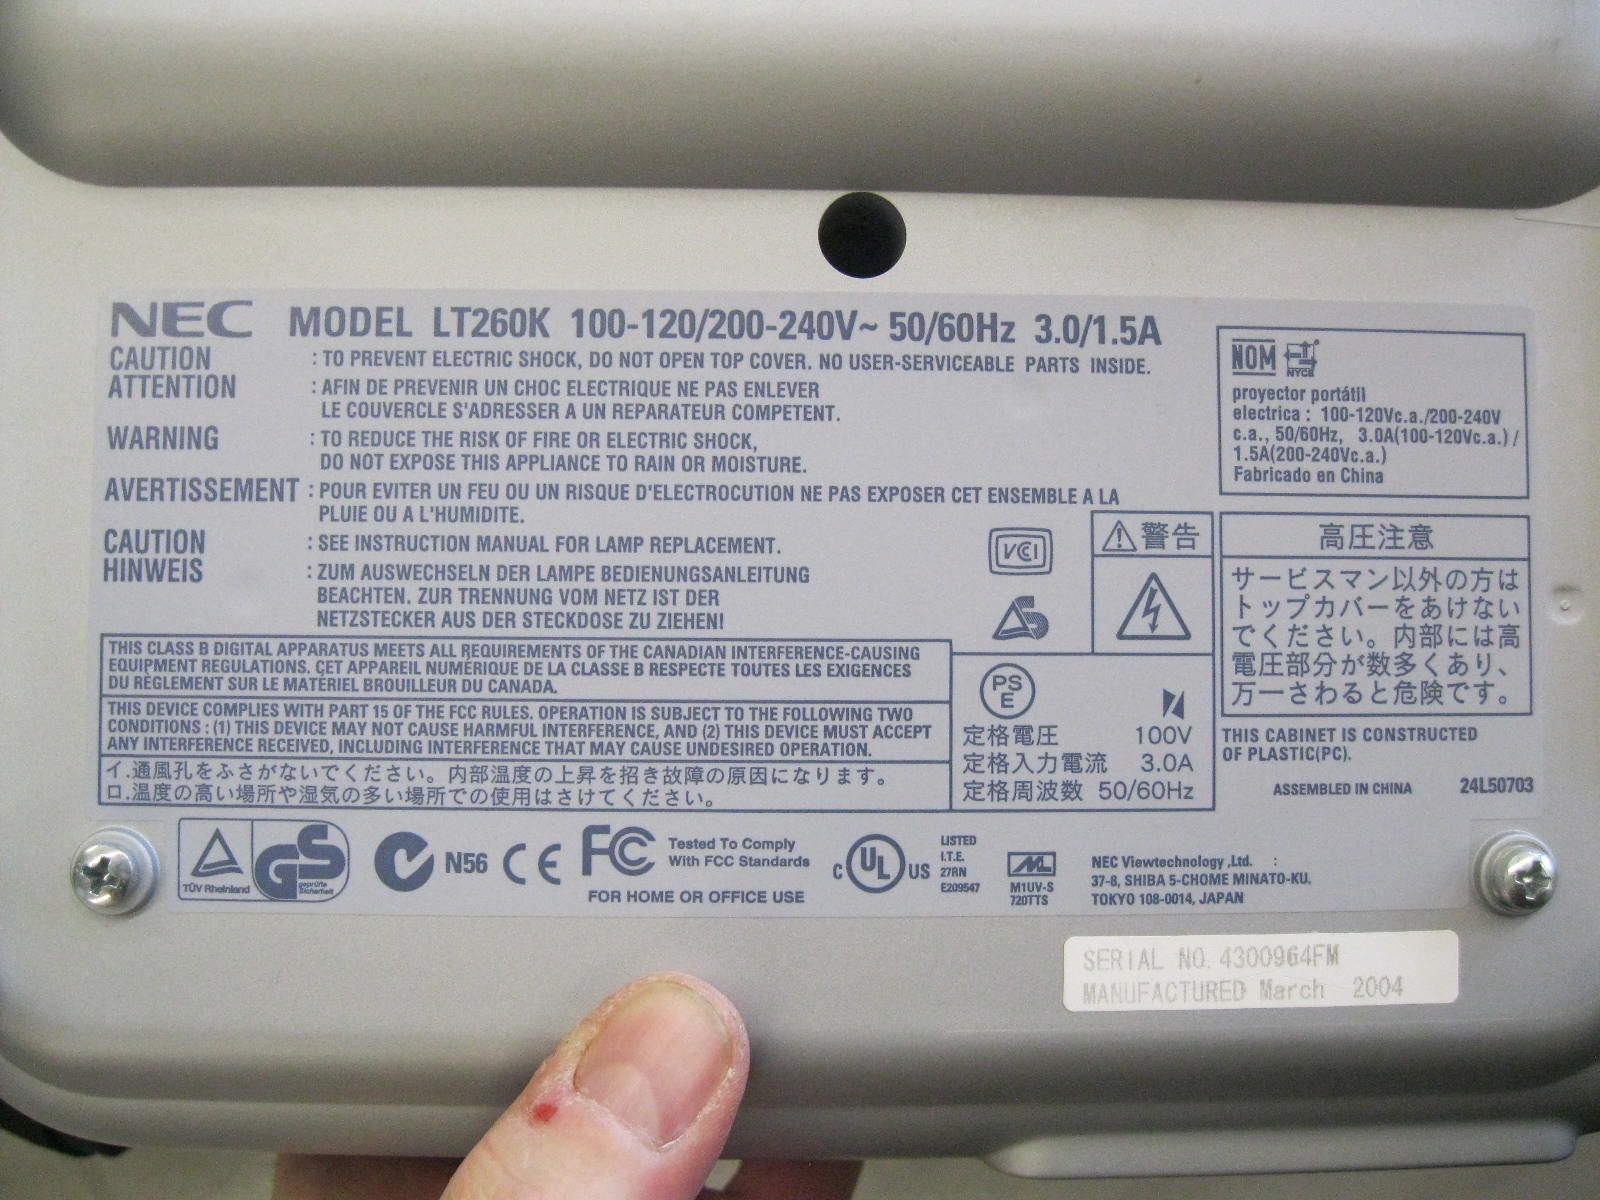 NEC MODEL LT260K 100-120/200-240V~ 50/60Hz 3.0/1.5A
CAUTION : TO PREVENT ELECTRIC SHOCK, DO NOT OPEN TOP COVER. NO USER-SERVICEABLE PARTS INSIDE.
ATTENTION : AFIN DE PREVENIR UN CHOC ELECTRIQUE NE PAS ENLEVER
LE COUVERCLE S'ADRESSER A UN REPARATEUR COMPETENT.
WARNING : TO REDUCE THE RISK OF FIRE OR ELECTRIC SHOCK,
DO NOT EXPOSE THIS APPLIANCE TO RAIN OR MOISTURE.
AVERTISSEMENT : POUR EVITER UN FEU OU UN RISQUE D'ELECTROCUTION NE PAS EXPOSER CET ENSEMBLE A LA
PLUIE OU A L'HUMIDITE.
CAUTION : SEE INSTRUCTION MANUAL FOR LAMP REPLACEMENT.
HINWEIS : ZUM AUSWECHSELN DER LAMPE BEDIENUNGSANLEITUNG
BEACHTEN. ZUR TRENNUNG VOM NETZ IST DER
NETZSTECKER AUS DER STECKDOSE ZU ZIEHEN!
NOM NYCE
proyector portátil
electrica : 100-120Vc.a./200-240V
c.a., 50/60Hz, 3.0A(100-120Vc.a.) /
1.5A(200-240Vc.a.)
Fabricado en China
VCI
警告
高圧注意
サービスマン以外の方は
トップカバーをあけない
でください。内部には高
電圧部分が数多くあり、
万一さわると危険です。
THIS CLASS B DIGITAL APPARATUS MEETS ALL REQUIREMENTS OF THE CANADIAN INTERFERENCE-CAUSING
EQUIPMENT REGULATIONS. CET APPAREIL NUMÉRIQUE DE LA CLASSE B RESPECTE TOUTES LES EXIGENCES
DU RÈGLEMENT SUR LE MATÉRIEL BROUILLEUR DU CANADA.
THIS DEVICE COMPLIES WITH PART 15 OF THE FCC RULES. OPERATION IS SUBJECT TO THE FOLLOWING TWO
CONDITIONS : (1) THIS DEVICE MAY NOT CAUSE HARMFUL INTERFERENCE, AND (2) THIS DEVICE MUST ACCEPT
ANY INTERFERENCE RECEIVED, INCLUDING INTERFERENCE THAT MAY CAUSE UNDESIRED OPERATION.
イ.通風孔をふさがないでください。内部温度の上昇を招き故障の原因になります。
ロ.温度の高い場所や湿気の多い場所での使用はさけてください。
PS
E
定格電圧 100V
定格入力電流 3.0A
定格周波数 50/60Hz
THIS CABINET IS CONSTRUCTED
OF PLASTIC(PC).
ASSEMBLED IN CHINA 24L50703
TÜV Rheinland
GS
geprüfte
Sicherheit
N56
CE
FC
Tested To Comply
With FCC Standards
FOR HOME OR OFFICE USE
C UL US
LISTED
I.T.E.
27RN
E209547
M1UV-S
720TTS
NEC Viewtechnology ,Ltd. :
37-8, SHIBA 5-CHOME MINATO-KU.
TOKYO 108-0014, JAPAN
SERIAL NO. 4300964FM
MANUFACTURED March 2004